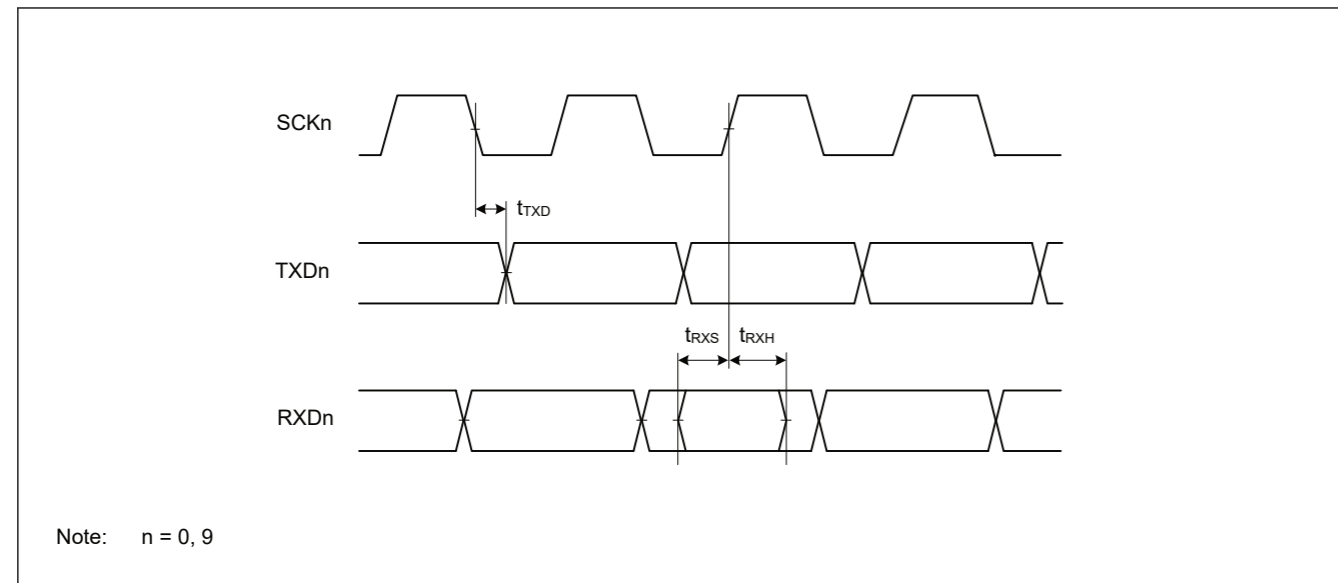 SCKn
tTXD
TXDn
tRXS tRXH
RXDn
Note: n = 0, 9